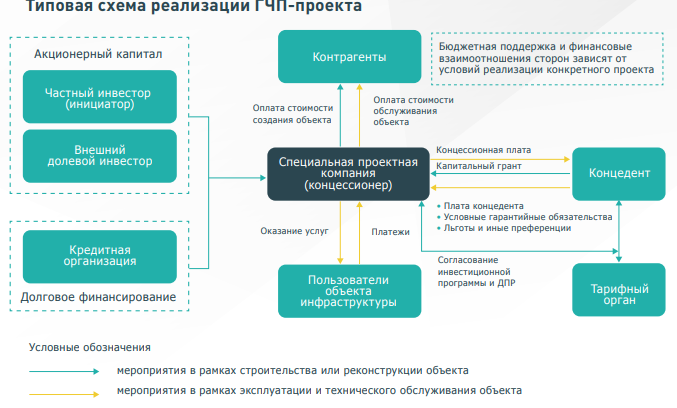 Типовая схема реализации ГЧП-проекта
Акционерный капитал
Частный инвестор
(инициатор)
Внешний
долевой инвестор
Кредитная
организация
Долговое финансирование
Контрагенты
Оплата стоимости
создания объекта
Оплата стоимости
обслуживания
объекта
Специальная проектная
компания
(концессионер)
Оказание услуг
Платежи
Пользователи
объекта
инфраструктуры
Бюджетная поддержка и финансовые
взаимоотношения сторон зависят от
условий реализации конкретного проекта
Концессионная плата
Капитальный грант
• Плата концедента
• Условные гарантийные обязательства
• Льготы и иные преференции
Согласование
инвестиционной
программы и ДПР
Концедент
Тарифный
орган
Условные обозначения
мероприятия в рамках строительства или реконструкции объекта
мероприятия в рамках эксплуатации и технического обслуживания объекта